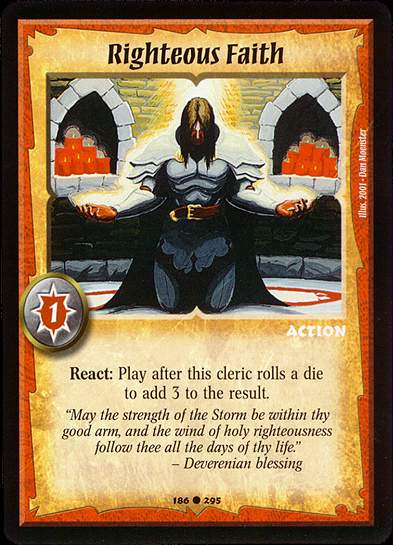 Righteous Faith
Illus. 2001 • Dan Moenster
1
ACTION
React: Play after this cleric rolls a die
to add 3 to the result.
“May the strength of the Storm be within thy
good arm, and the wind of holy righteousness
follow thee all the days of thy life.”
– Deverenian blessing
186 ● 295